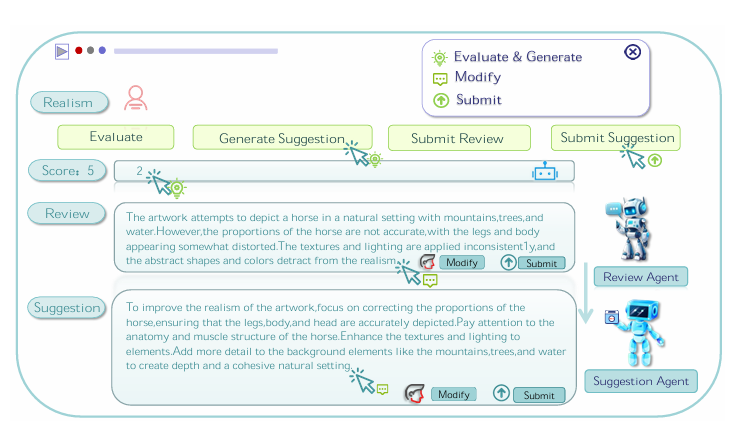 Evaluate & Generate
Modify
Submit
Realism
Evaluate
Generate Suggestion
Submit Review
Submit Suggestion
Score: 5
2
Review
The artwork attempts to depict a horse in a natural setting with mountains,trees,and
water.However,the proportions of the horse are not accurate,with the legs and body
appearing somewhat distorted.The textures and lighting are applied inconsistent1y,and
the abstract shapes and colors detract from the realism.
Modify
Submit
Review Agent
Suggestion
To improve the realism of the artwork,focus on correcting the proportions of the
horse,ensuring that the legs,body,and head are accurately depicted.Pay attention to the
anatomy and muscle structure of the horse.Enhance the textures and lighting to
elements.Add more detail to the background elements like the mountains,trees,and water
to create depth and a cohesive natural setting.
Modify
Submit
Suggestion Agent